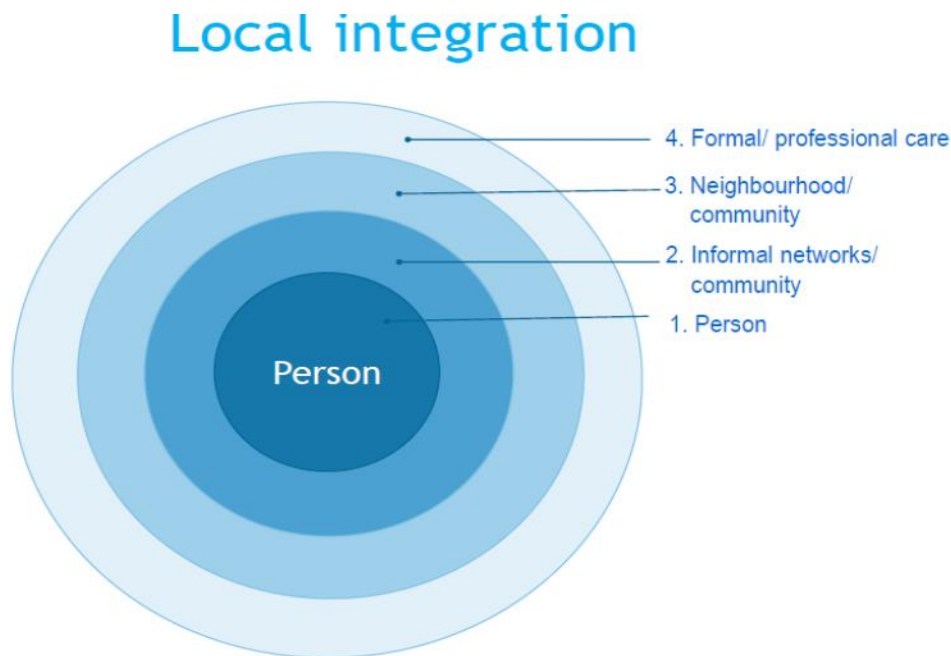 Local integration
4. Formal/ professional care
3. Neighbourhood/
community
2. Informal networks/
community
1. Person
Person